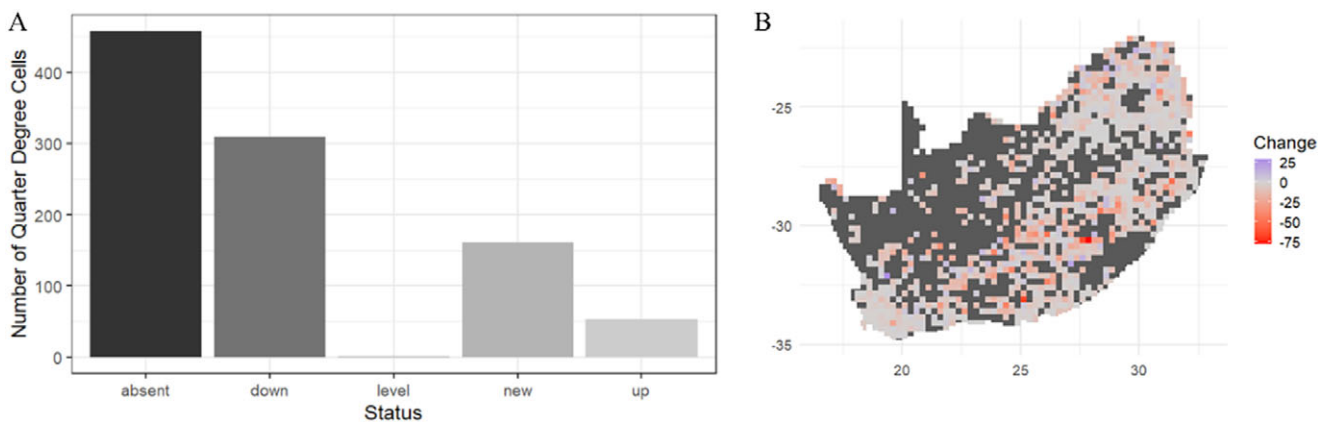 A
Number of Quarter Degree Cells
400
300
200
100
0
absent down level new up
Status
B
-25
-30
-35
20 25 30
Change
25
0
-25
-50
-75